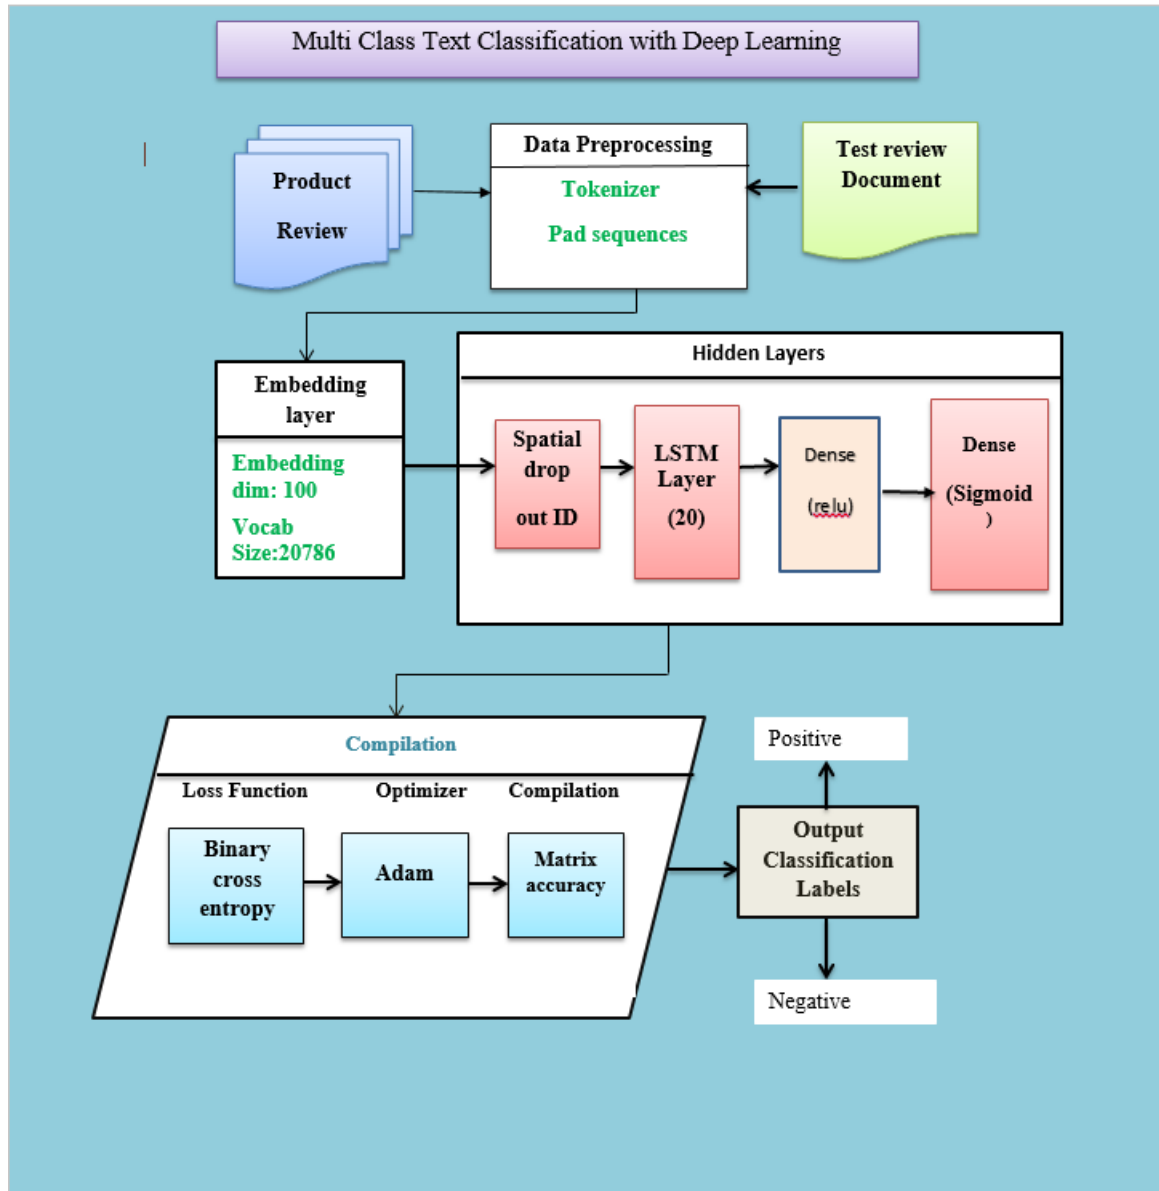 Multi Class Text Classification with Deep Learning
Product
Review
Data Preprocessing
Tokenizer
Pad sequences
Test review
Document
Embedding
layer
Embedding
dim: 100
Vocab
Size:20786
Hidden Layers
Spatial
drop
out ID
LSTM
Layer
(20)
Dense
(relu)
Dense
(Sigmoid
)
Compilation
Loss Function
Optimizer
Compilation
Binary
cross
entropy
Adam
Matrix
accuracy
Output
Classification
Labels
Positive
Negative